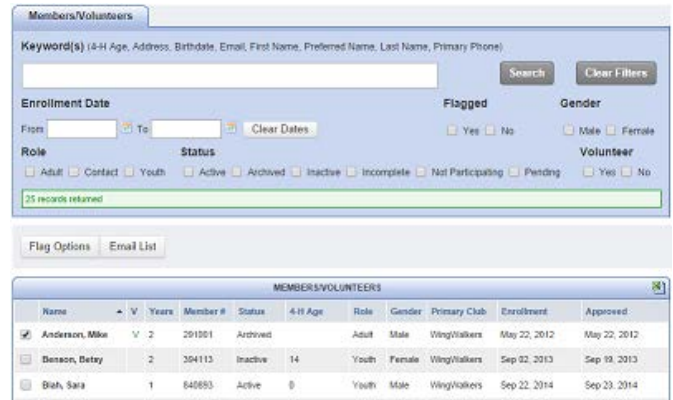 Members/Volunteers
Keyword(s) (4-H Age, Address, Birthdate, Email, First Name, Preferred Name, Last Name, Primary Phone)
Search Clear Filters
Enrollment Date Flagged Gender
From To Clear Dates Yes No Male Female
Role Status Volunteer
Adult Contact Youth Active Archived Inactive Incomplete Not Participating Pending Yes No
25 records returned
Flag Options Email List
MEMBERS/VOLUNTEERS
Name V Years Member # Status 4-H Age Role Gender Primary Club Enrollment Approved
Anderson, Mike V 2 291001 Archived Adult Male WingWalkers May 22, 2012 May 22, 2012
Benson, Betsy 2 394113 Inactive 14 Youth Female WingWalkers Sep 02, 2013 Sep 19, 2013
Blah, Sara 1 640693 Active 0 Youth Male WingWalkers Sep 22, 2014 Sep 23, 2014